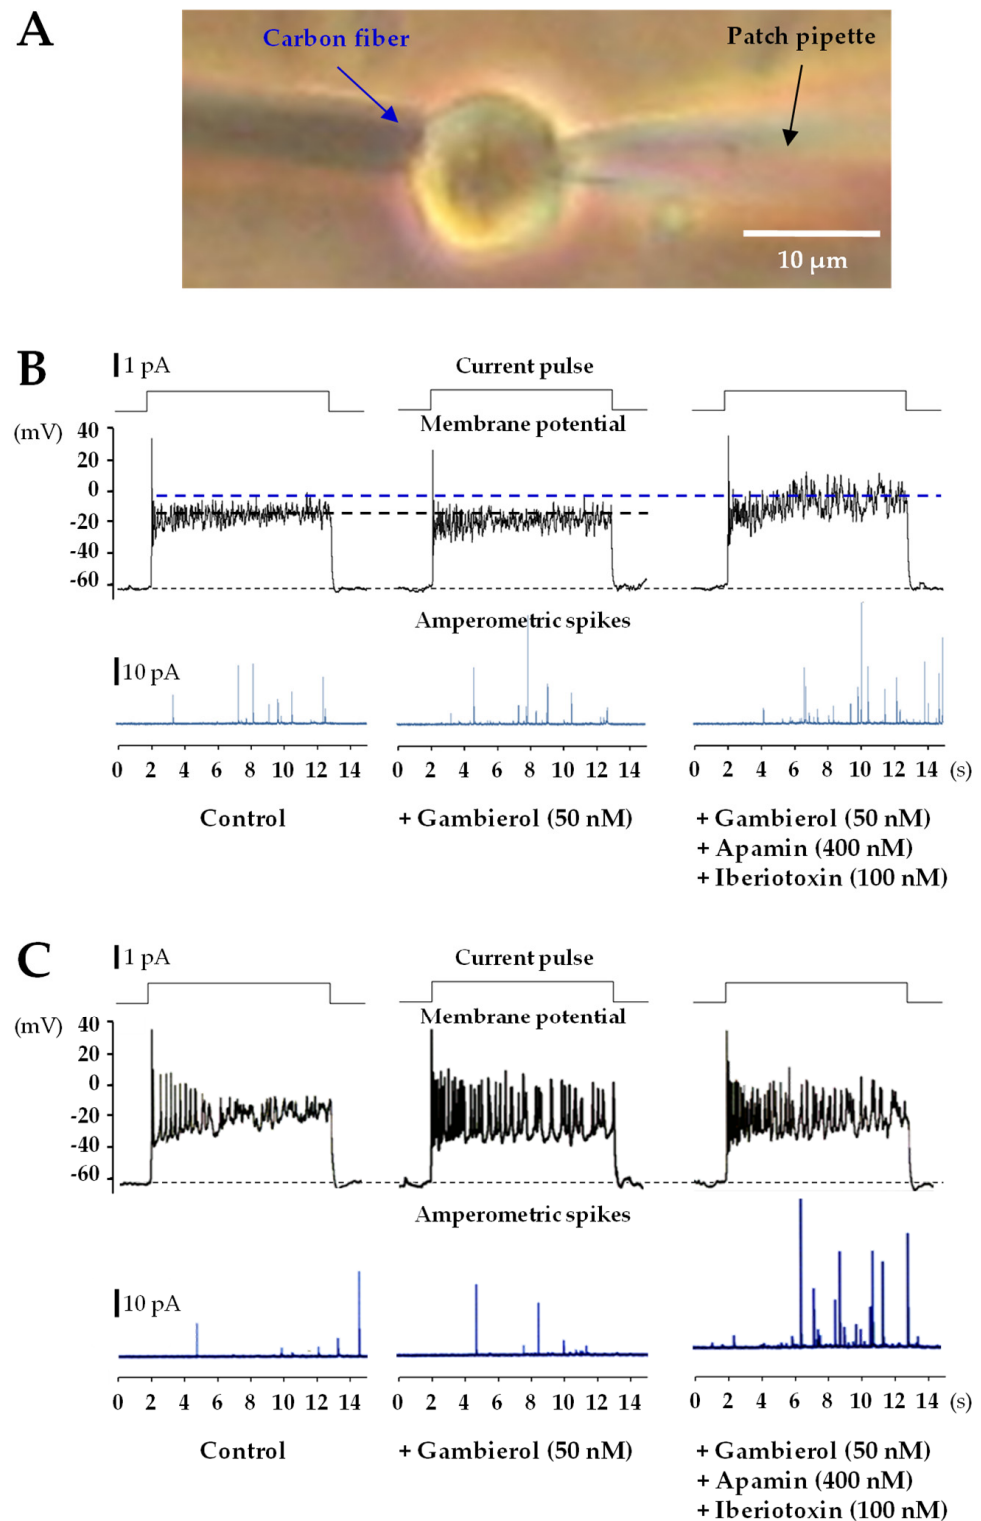 A
Carbon fiber
Patch pipette
10 µm
B
1 pA
Current pulse
(mV)
Membrane potential
40
20
0
-20
-40
-60
Amperometric spikes
10 pA
0 2 4 6 8 10 12 14 0 2 4 6 8 10 12 14 0 2 4 6 8 10 12 14 (s)
Control
+ Gambierol (50 nM)
+ Gambierol (50 nM)
+ Apamin (400 nM)
+ Iberiotoxin (100 nM)
C
1 pA
Current pulse
(mV)
Membrane potential
40
20
0
-20
-40
-60
Amperometric spikes
10 pA
0 2 4 6 8 10 12 14 0 2 4 6 8 10 12 14 0 2 4 6 8 10 12 14 (s)
Control
+ Gambierol (50 nM)
+ Gambierol (50 nM)
+ Apamin (400 nM)
+ Iberiotoxin (100 nM)